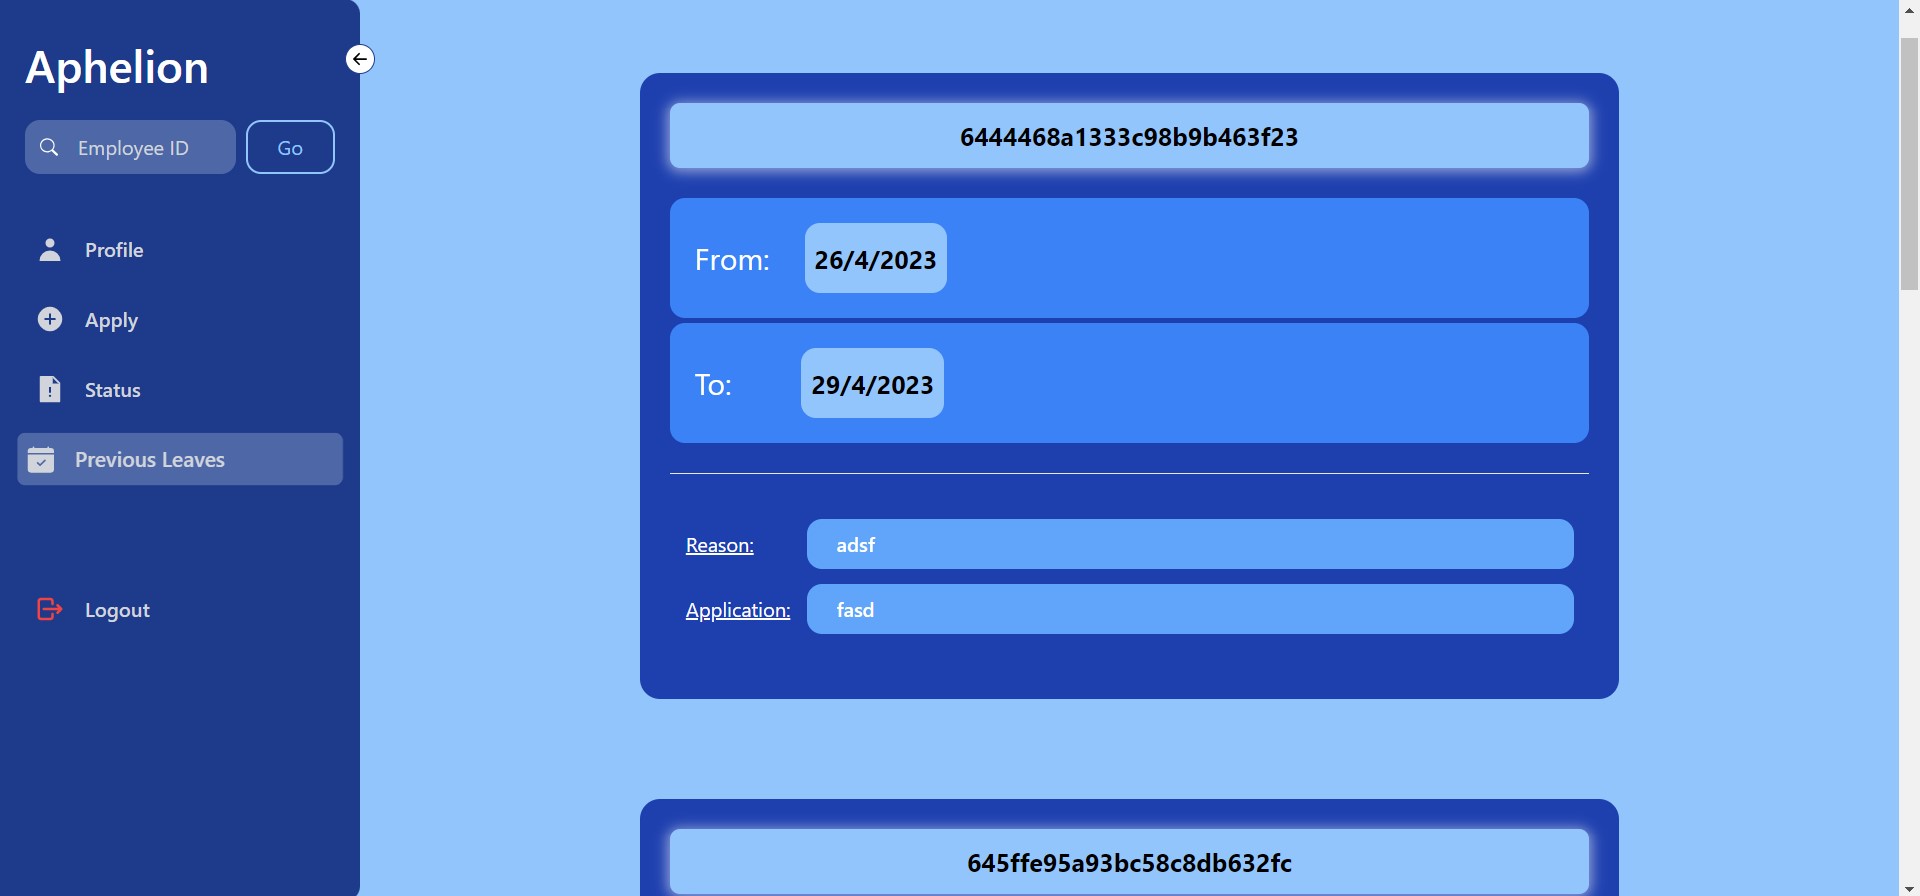 Aphelion
Employee ID
Go
Profile
Apply
Status
Previous Leaves
Logout
6444468a1333c98b9b463f23
From: 26/4/2023
To: 29/4/2023
Reason: adsf
Application: fasd
645ffe95a93bc58c8db632fc